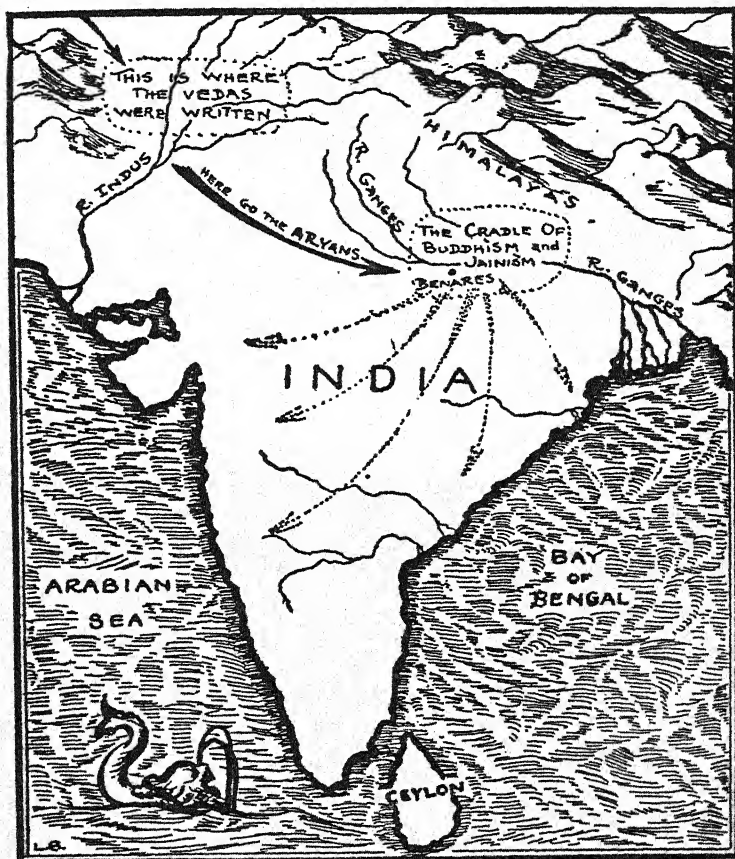 THIS IS WHERE
THE VEDAS
WERE WRITTEN
HIMALAYAS
R. INDUS
R. GANGES
HERE GO THE ARYANS
THE CRADLE OF
BUDDHISM and
JAINISM
BENARES
R. GANGES
INDIA
ARABIAN
SEA
BAY
OF
BENGAL
CEYLON
L.B.